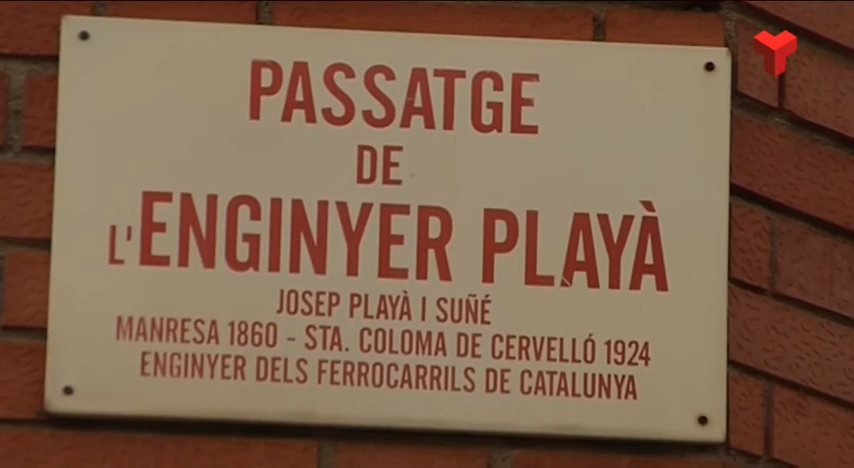 PASSATGE
DE
L'ENGINYER PLAYÀ
JOSEP PLAYÀ I SUÑÉ
MANRESA 1860 - STA. COLOMA DE CERVELLÓ 1924
ENGINYER DELS FERROCARRILS DE CATALUNYA